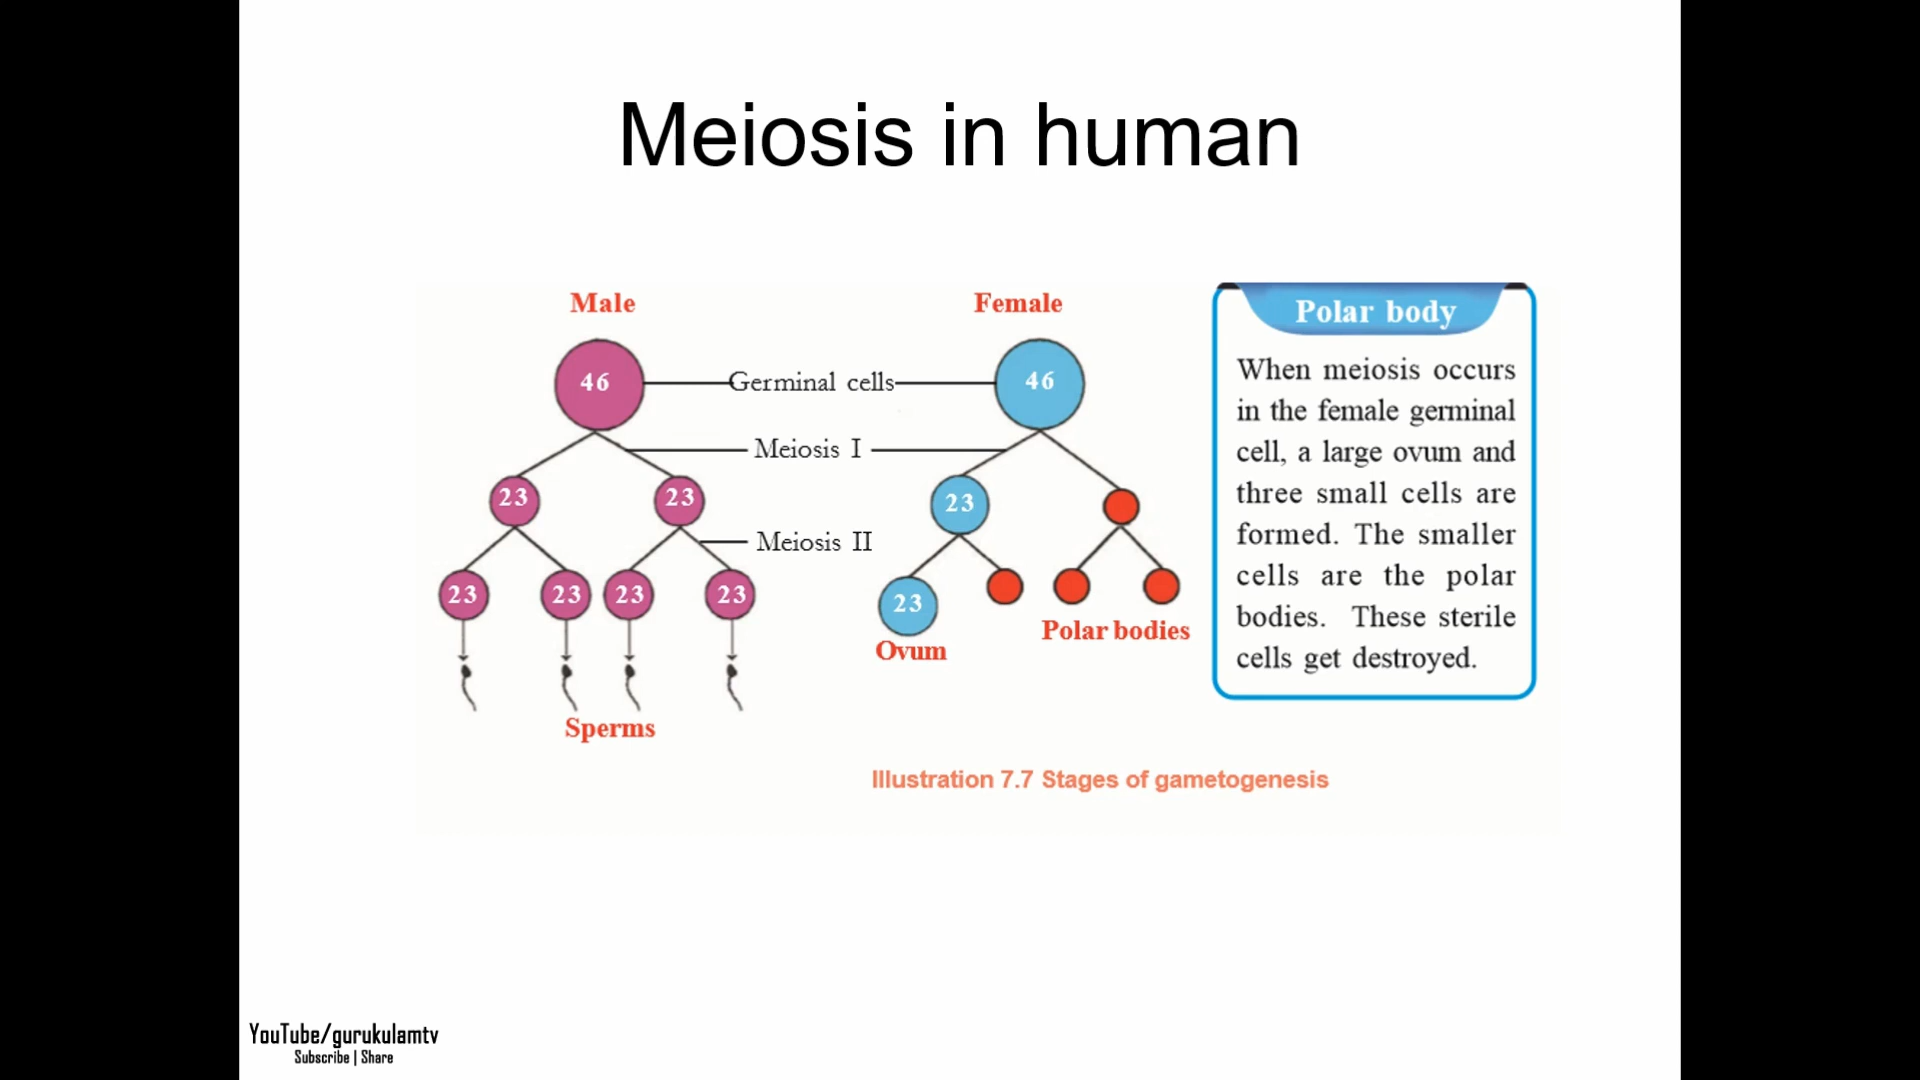 Meiosis in human
Male
Female
46
Germinal cells
46
Meiosis I
23
23
23
Meiosis II
23
23
23
23
23
Ovum
Polar bodies
Sperms
Polar body
When meiosis occurs
in the female germinal
cell, a large ovum and
three small cells are
formed. The smaller
cells are the polar
bodies. These sterile
cells get destroyed.
Illustration 7.7 Stages of gametogenesis
YouTube/gurukulamtv
Subscribe | Share